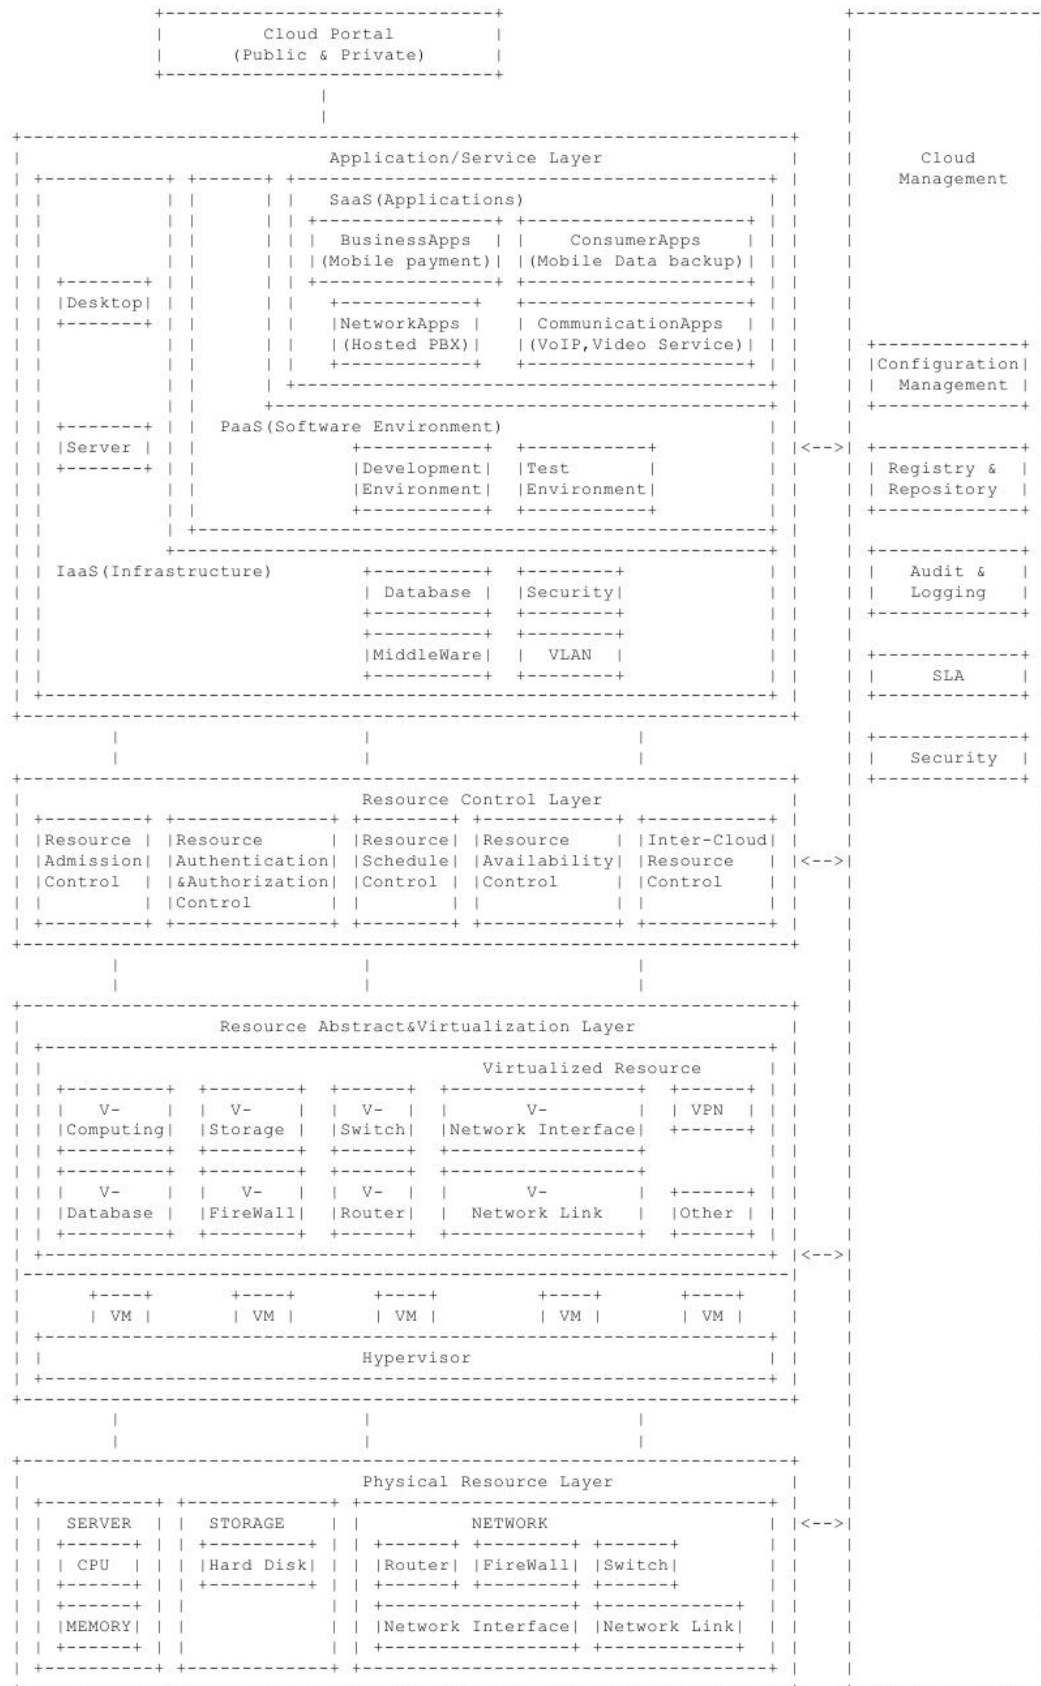 Cloud Portal
(Public & Private)
Application/Service Layer
SaaS(Applications)
BusinessApps ConsumerApps
(Mobile payment) (Mobile Data backup)
Desktop
NetworkApps CommunicationApps
(Hosted PBX) (VoIP,Video Service)
PaaS(Software Environment)
Server
Development Test
Environment Environment
IaaS(Infrastructure)
Database Security
MiddleWare VLAN
Cloud
Management
Configuration
Management
Registry &
Repository
Audit &
Logging
SLA
Security
Resource Control Layer
Resource Resource Resource Resource Inter-Cloud
Admission Authentication Schedule Availability Resource
Control &Authorization Control Control Control
Control
Resource Abstract&Virtualization Layer
Virtualized Resource
V- V- V- V- VPN
Computing Storage Switch Network Interface
V- V- V- V-
Database FireWall Router Network Link Other
VM VM VM VM VM
Hypervisor
Physical Resource Layer
SERVER STORAGE NETWORK
CPU Hard Disk Router FireWall Switch
MEMORY Network Interface Network Link